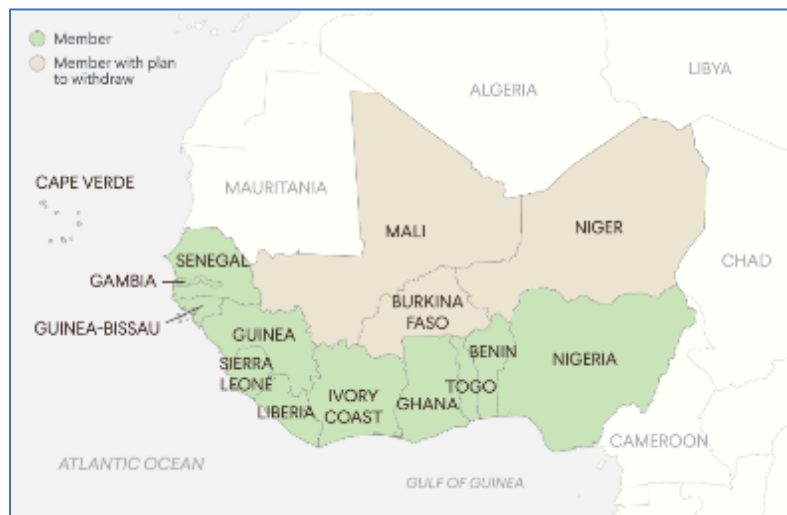 Member
Member with plan
to withdraw
LIBYA
ALGERIA
CAPE VERDE
MAURITANIA
MALI
NIGER
SENEGAL
CHAD
GAMBIA
BURKINA
FASO
GUINEA-BISSAU
GUINEA
BENIN
NIGERIA
SIERRA
LEONE
IVORY
COAST
GHANA
TOGO
LIBERIA
CAMEROON
ATLANTIC OCEAN
GULF OF GUINEA